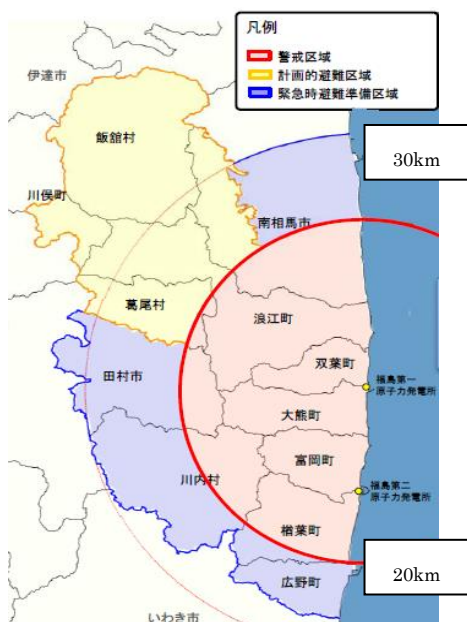 凡例
警戒区域
計画的避難区域
緊急時避難準備区域
伊達市
飯舘村
30km
川俣町
南相馬市
葛尾村
浪江町
双葉町
田村市
福島第一
原子力発電所
大熊町
富岡町
川内村
福島第二
原子力発電所
楢葉町
広野町
20km
いわき市